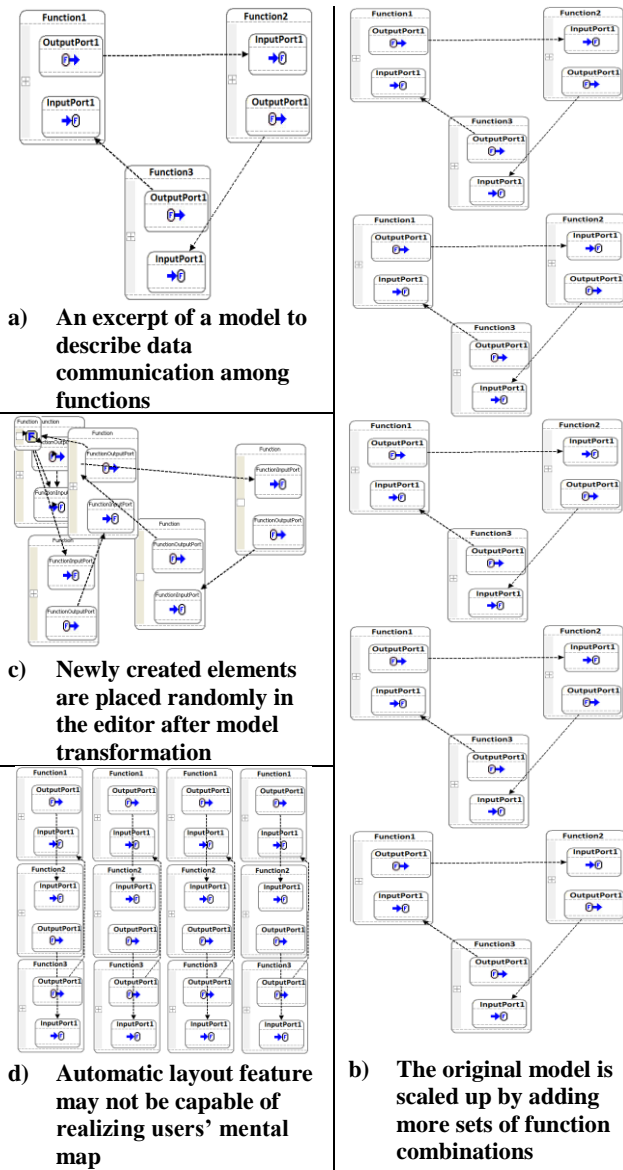 Function1
Function2
OutputPort1
InputPort1
InputPort1
OutputPort1
Function3
OutputPort1
InputPort1
a) An excerpt of a model to
describe data
communication among
functions
Function
Function
Function
Function
FunctionOutputPort
FunctionInputPort
FunctionInputPort
FunctionOutputPort
Function
FunctionInputPort
FunctionOutputPort
Function
FunctionOutputPort
FunctionInputPort
c) Newly created elements
are placed randomly in
the editor after model
transformation
Function1 Function1 Function1 Function1
OutputPort1 OutputPort1 OutputPort1 OutputPort1
InputPort1 InputPort1 InputPort1 InputPort1
Function2 Function2 Function2 Function2
InputPort1 InputPort1 InputPort1 InputPort1
OutputPort1 OutputPort1 OutputPort1 OutputPort1
Function3 Function3 Function3 Function3
OutputPort1 OutputPort1 OutputPort1 OutputPort1
InputPort1 InputPort1 InputPort1 InputPort1
d) Automatic layout feature
may not be capable of
realizing users’ mental
map
Function1
Function2
OutputPort1
InputPort1
InputPort1
OutputPort1
Function3
OutputPort1
InputPort1
Function1
Function2
OutputPort1
InputPort1
InputPort1
OutputPort1
Function3
OutputPort1
InputPort1
Function1
Function2
OutputPort1
InputPort1
InputPort1
OutputPort1
Function3
OutputPort1
InputPort1
Function1
Function2
OutputPort1
InputPort1
InputPort1
OutputPort1
Function3
OutputPort1
InputPort1
Function1
Function2
OutputPort1
InputPort1
InputPort1
OutputPort1
Function3
OutputPort1
InputPort1
b) The original model is
scaled up by adding
more sets of function
combinations